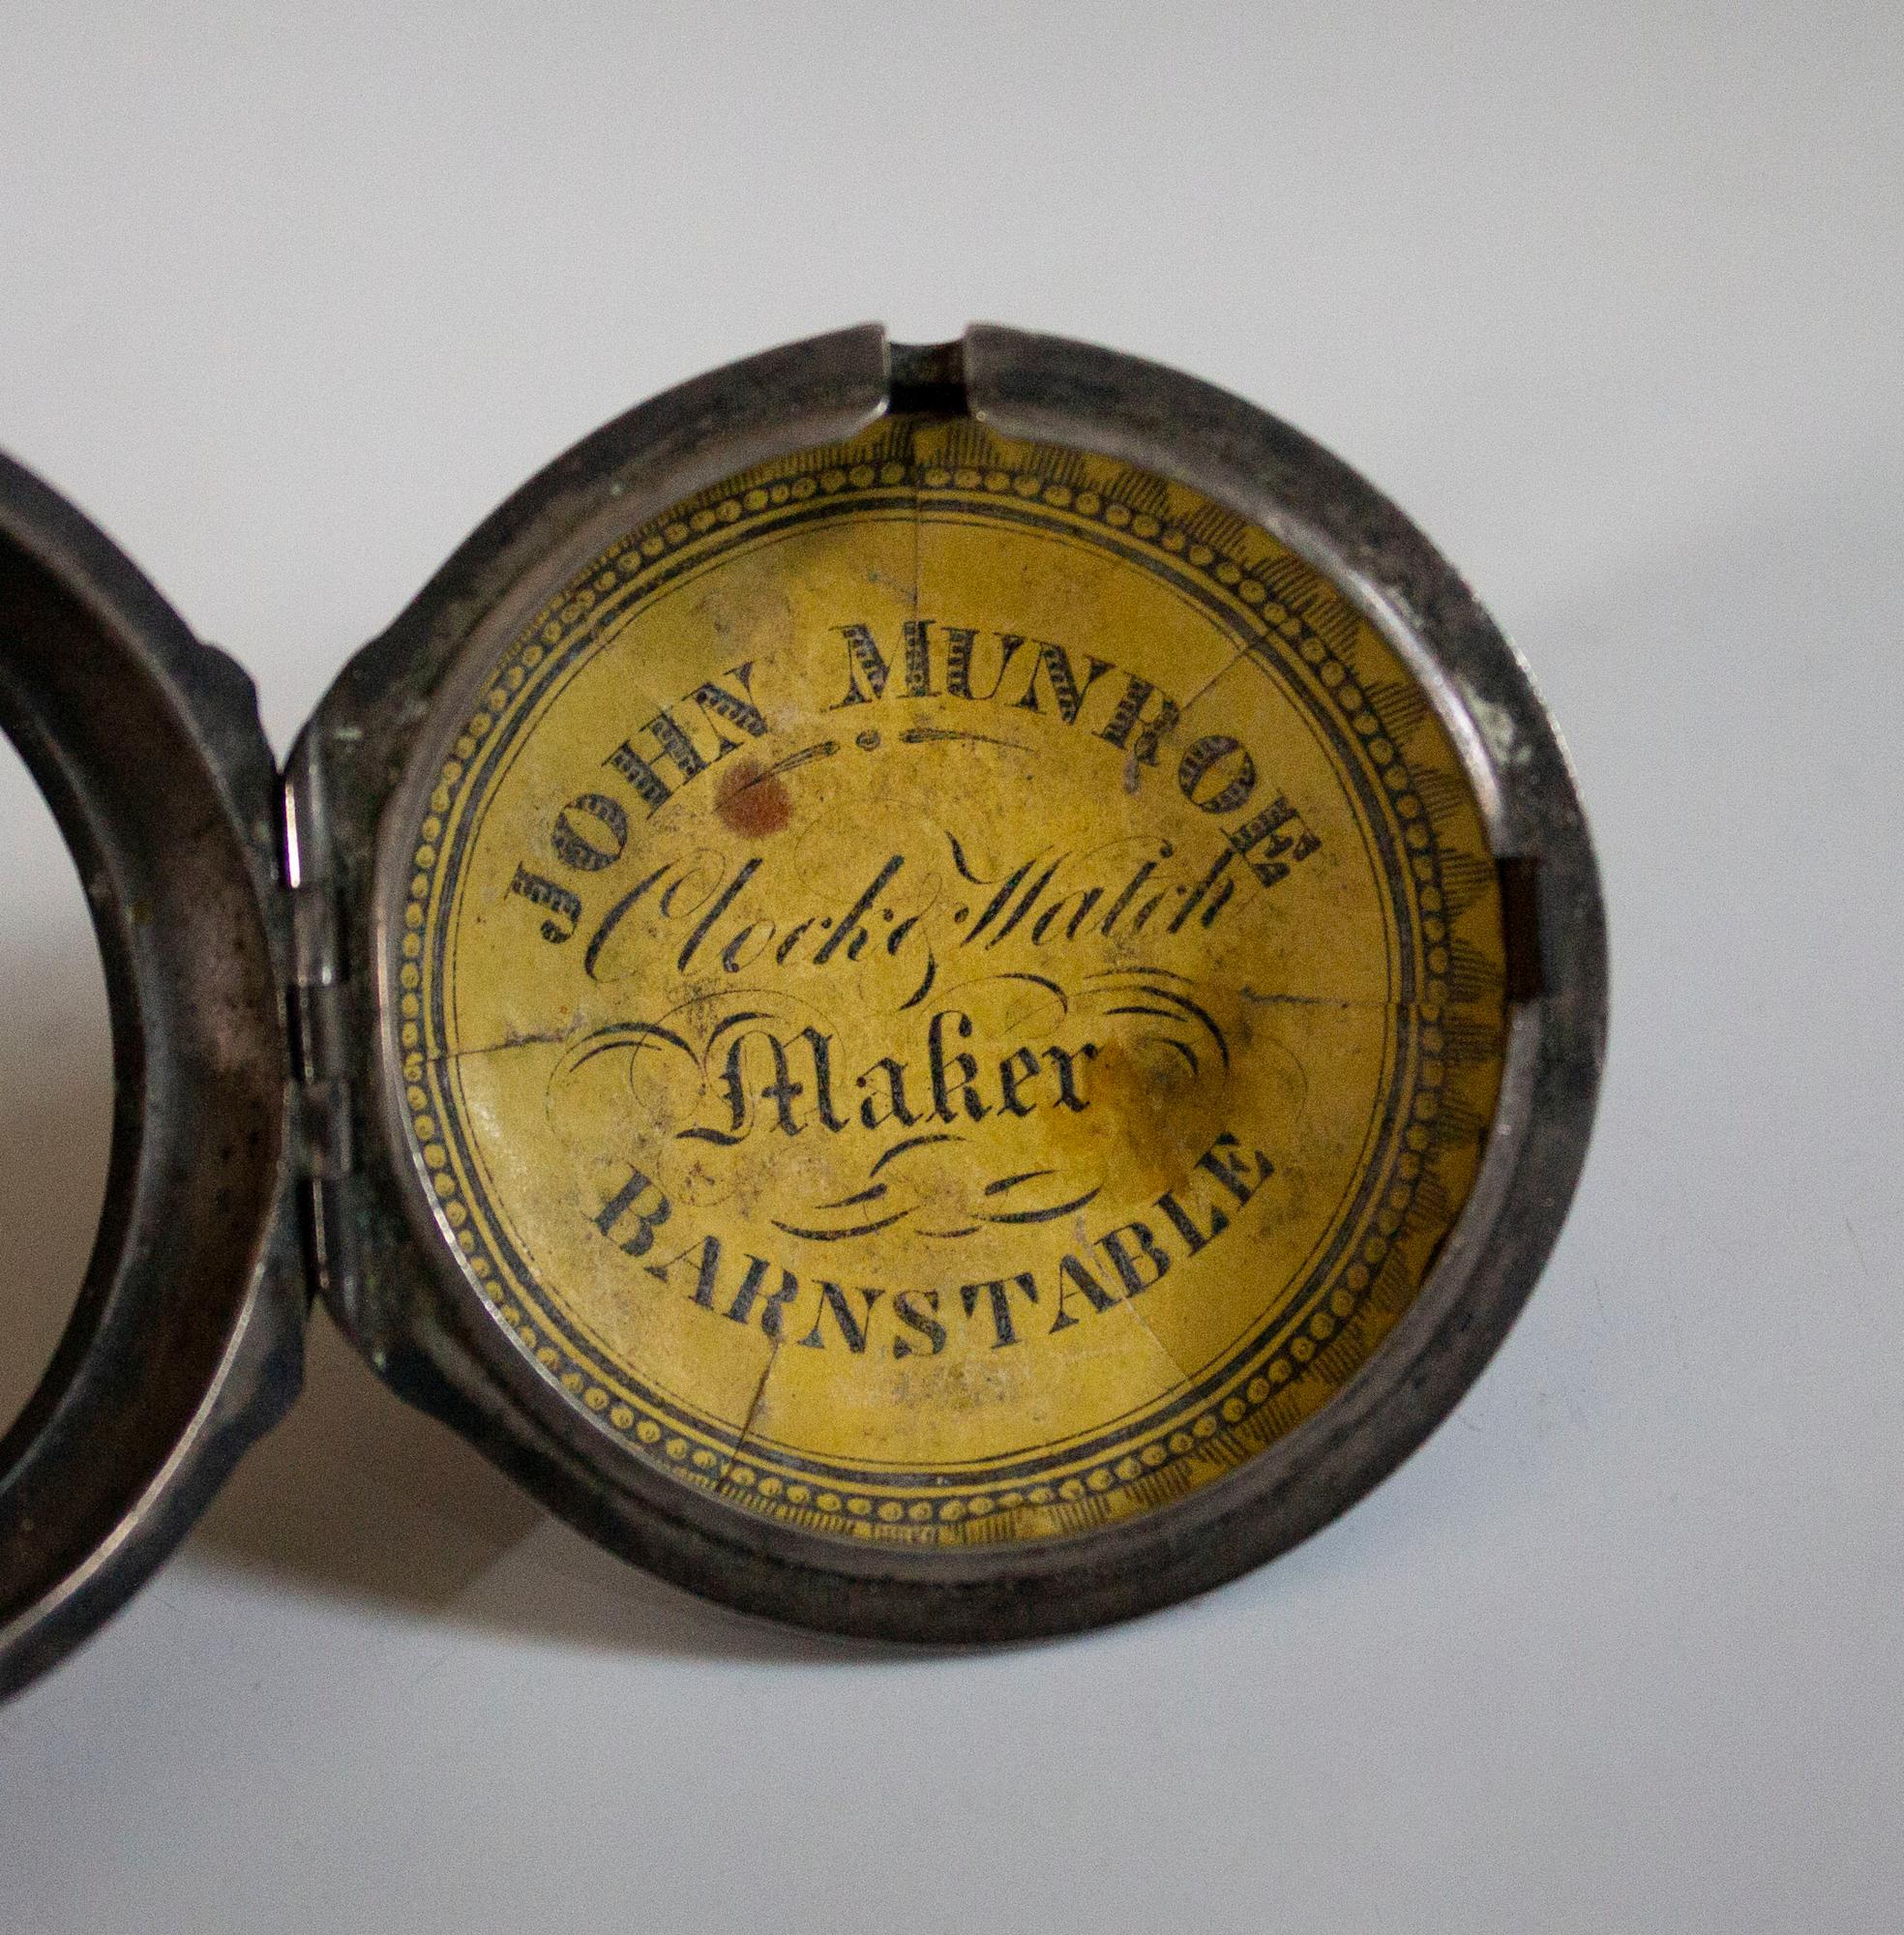 JOHN MUNROE
Clock & Watch
Maker
BARNSTABLE